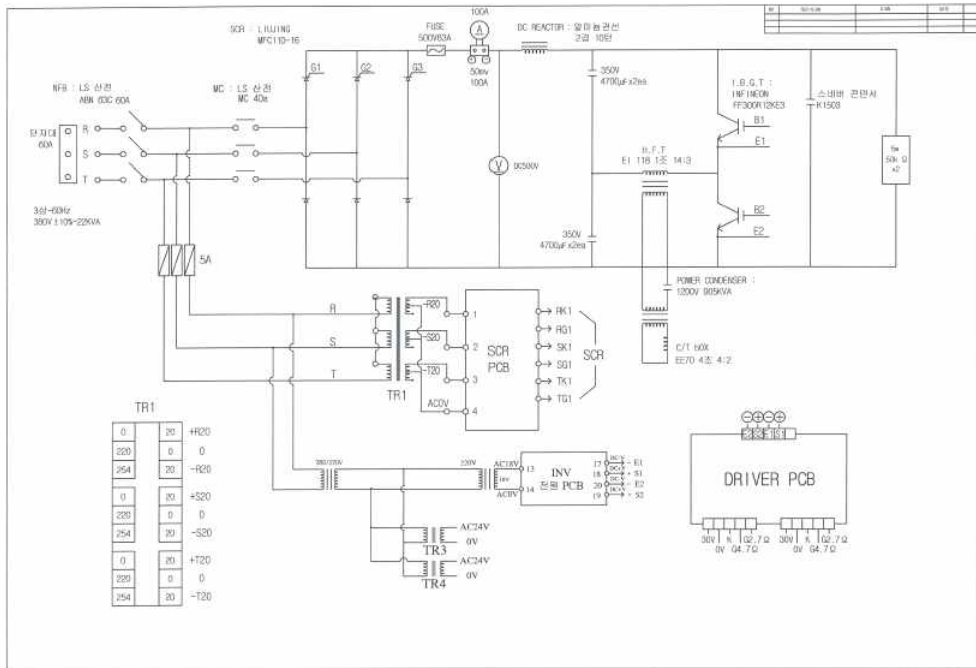 SCR : LIUJING
MFC110-16
FUSE
500V63A
100A
A
50mv
100A
DC REACTOR : 알미늄권선
2겹 10단
G1
G2
G3
NFB : LS 산전
ABN 63C 60A
MC : LS 산전
MC 40a
단자대
60A
R
S
T
3상-60Hz
380V ±10%-22KVA
V
DC500V
350V
4700μF x2ea
350V
4700μF x2ea
I.B.G.T :
INFINEON
FF300R12KE3
B1
E1
B2
E2
H.F.T
EI 118 1조 14:3
스네버 콘덴서
K1503
50K Ω
x2
POWER CONDENSER :
1200V 905KVA
C/T BOX
EE70 4조 4:2
5A
R
S
T
-R20
-S20
-T20
AC0V
TR1
1
2
3
4
SCR
PCB
RK1
RG1
SK1
SG1
TK1
TG1
SCR
TR1
0 20 +R20
220 0 0
254 20 -R20
0 20 +S20
220 0 0
254 20 -S20
0 20 +T20
220 0 0
254 20 -T20
380/220V
220V
AC18V
AC0V
13
14
INV
전원 PCB
17
18
20
19
- E1
+ S1
- E2
+ S2
AC24V
0V
TR3
AC24V
0V
TR4
DRIVER PCB
30V K G2.7Ω
0V G4.7Ω
30V K G2.7Ω
0V G4.7Ω